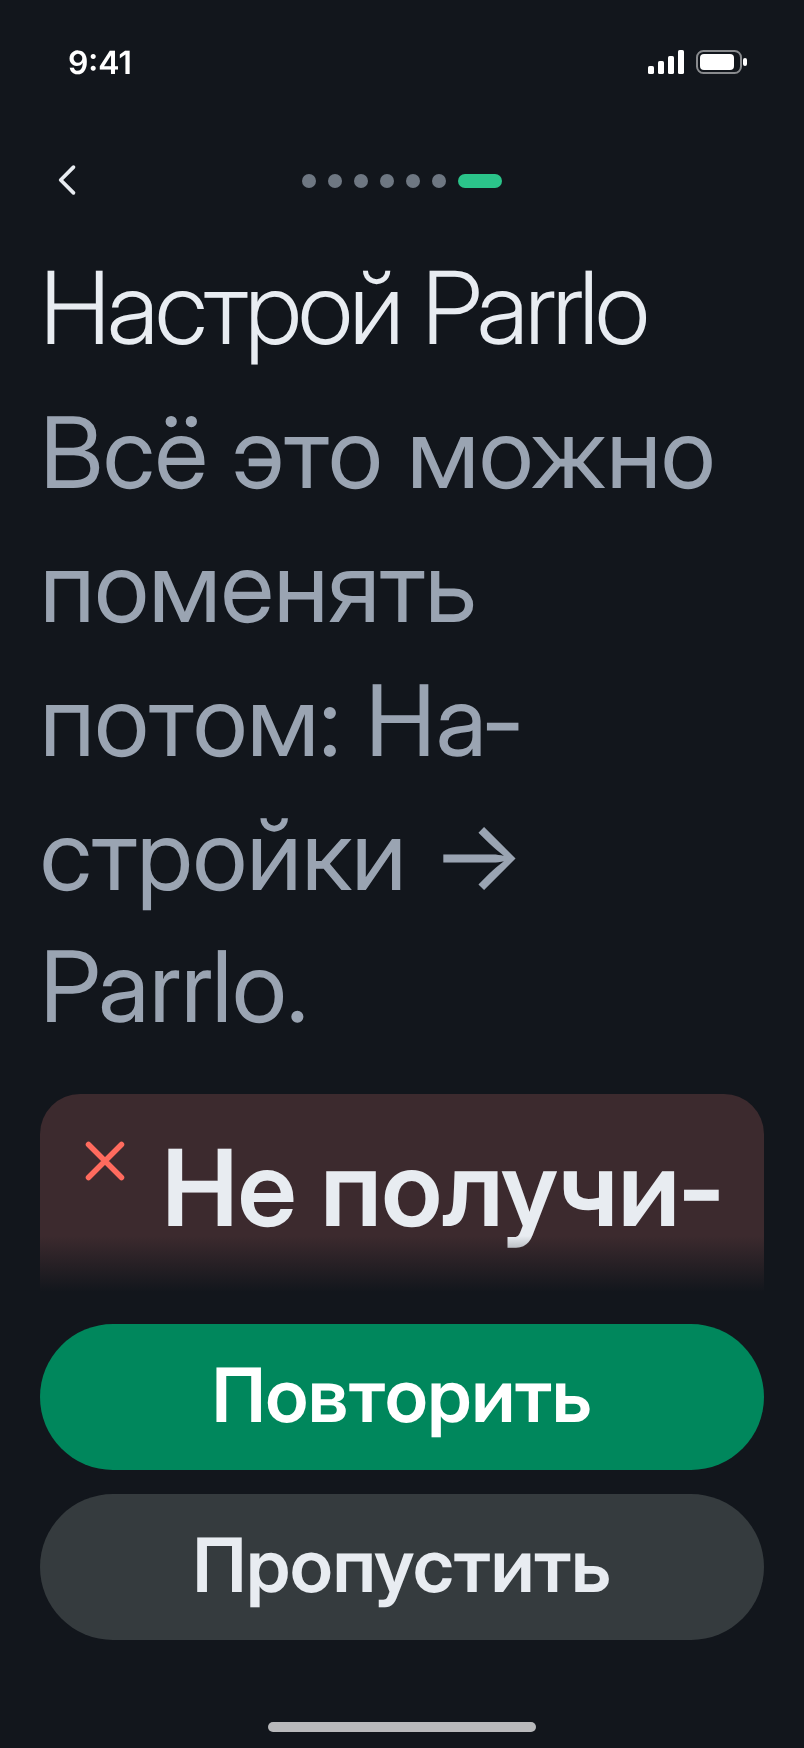 9:41
Настрой Parrlo
Всё это можно
поменять
потом: На-
стройки →
Parrlo.
Не получи-
Повторить
Пропустить